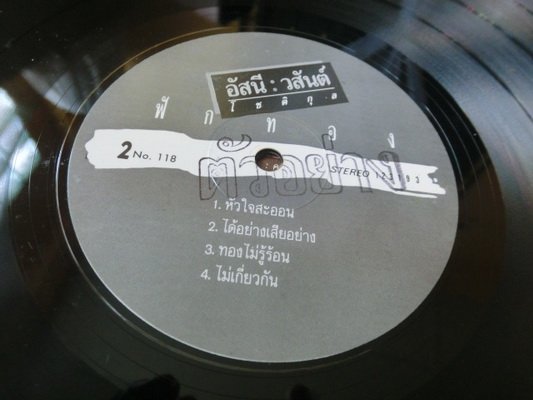 อัสนี : วสันต์
โชติกุล
ฟักทอง
ตัวอย่าง
2 No. 118
STEREO
1. หัวใจสะออน
2. ได้อย่างเสียอย่าง
3. ทองไม่รู้ร้อน
4. ไม่เกี่ยวกัน